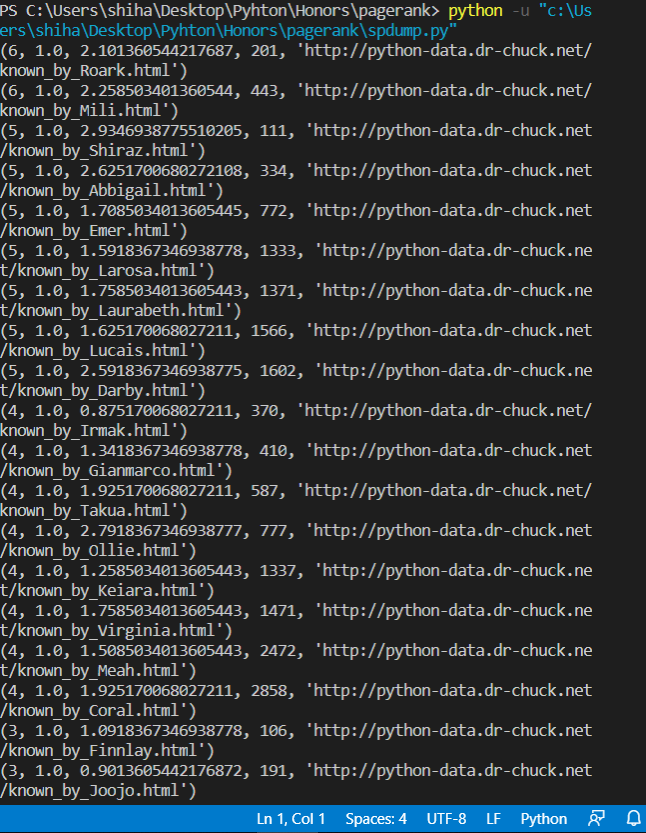 PS C:\Users\shiha\Desktop\Pyhton\Honors\pagerank> python -u "c:\Us
ers\shiha\Desktop\Pyhton\Honors\pagerank\spdump.py"
(6, 1.0, 2.101360544217687, 201, 'http://python-data.dr-chuck.net/
known_by_Roark.html')
(6, 1.0, 2.258503401360544, 443, 'http://python-data.dr-chuck.net/
known_by_Mili.html')
(5, 1.0, 2.9346938775510205, 111, 'http://python-data.dr-chuck.net
/known_by_Shiraz.html')
(5, 1.0, 2.6251700680272108, 334, 'http://python-data.dr-chuck.net
/known_by_Abbigail.html')
(5, 1.0, 1.7085034013605445, 772, 'http://python-data.dr-chuck.net
/known_by_Emer.html')
(5, 1.0, 1.5918367346938778, 1333, 'http://python-data.dr-chuck.ne
t/known_by_Larosa.html')
(5, 1.0, 1.7585034013605443, 1371, 'http://python-data.dr-chuck.ne
t/known_by_Laurabeth.html')
(5, 1.0, 1.625170068027211, 1566, 'http://python-data.dr-chuck.net
/known_by_Lucais.html')
(5, 1.0, 2.5918367346938775, 1602, 'http://python-data.dr-chuck.ne
t/known_by_Darby.html')
(4, 1.0, 0.875170068027211, 370, 'http://python-data.dr-chuck.net/
known_by_Irmak.html')
(4, 1.0, 1.3418367346938778, 410, 'http://python-data.dr-chuck.net
/known_by_Gianmarco.html')
(4, 1.0, 1.925170068027211, 587, 'http://python-data.dr-chuck.net/
known_by_Takua.html')
(4, 1.0, 2.7918367346938777, 777, 'http://python-data.dr-chuck.net
/known_by_Ollie.html')
(4, 1.0, 1.2585034013605443, 1337, 'http://python-data.dr-chuck.ne
t/known_by_Keiara.html')
(4, 1.0, 1.7585034013605443, 1471, 'http://python-data.dr-chuck.ne
t/known_by_Virginia.html')
(4, 1.0, 1.5085034013605443, 2472, 'http://python-data.dr-chuck.ne
t/known_by_Meah.html')
(4, 1.0, 1.925170068027211, 2858, 'http://python-data.dr-chuck.net
/known_by_Coral.html')
(3, 1.0, 1.0918367346938778, 106, 'http://python-data.dr-chuck.net
/known_by_Finnlay.html')
(3, 1.0, 0.9013605442176872, 191, 'http://python-data.dr-chuck.net
/known_by_Joojo.html')
Ln 1, Col 1 Spaces: 4 UTF-8 LF Python